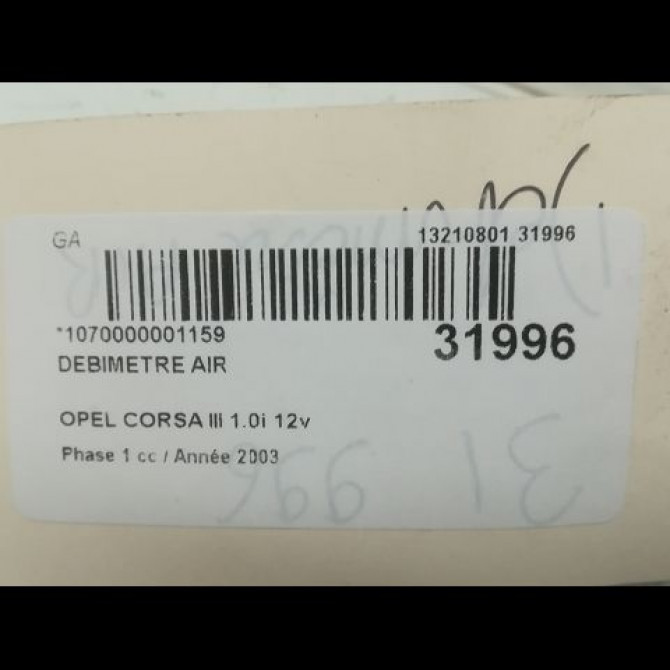 GA
13210801 31996
*1070000001159
31996
DEBIMETRE AIR
OPEL CORSA III 1.0i 12v
Phase 1 cc / Année 2003
31 996